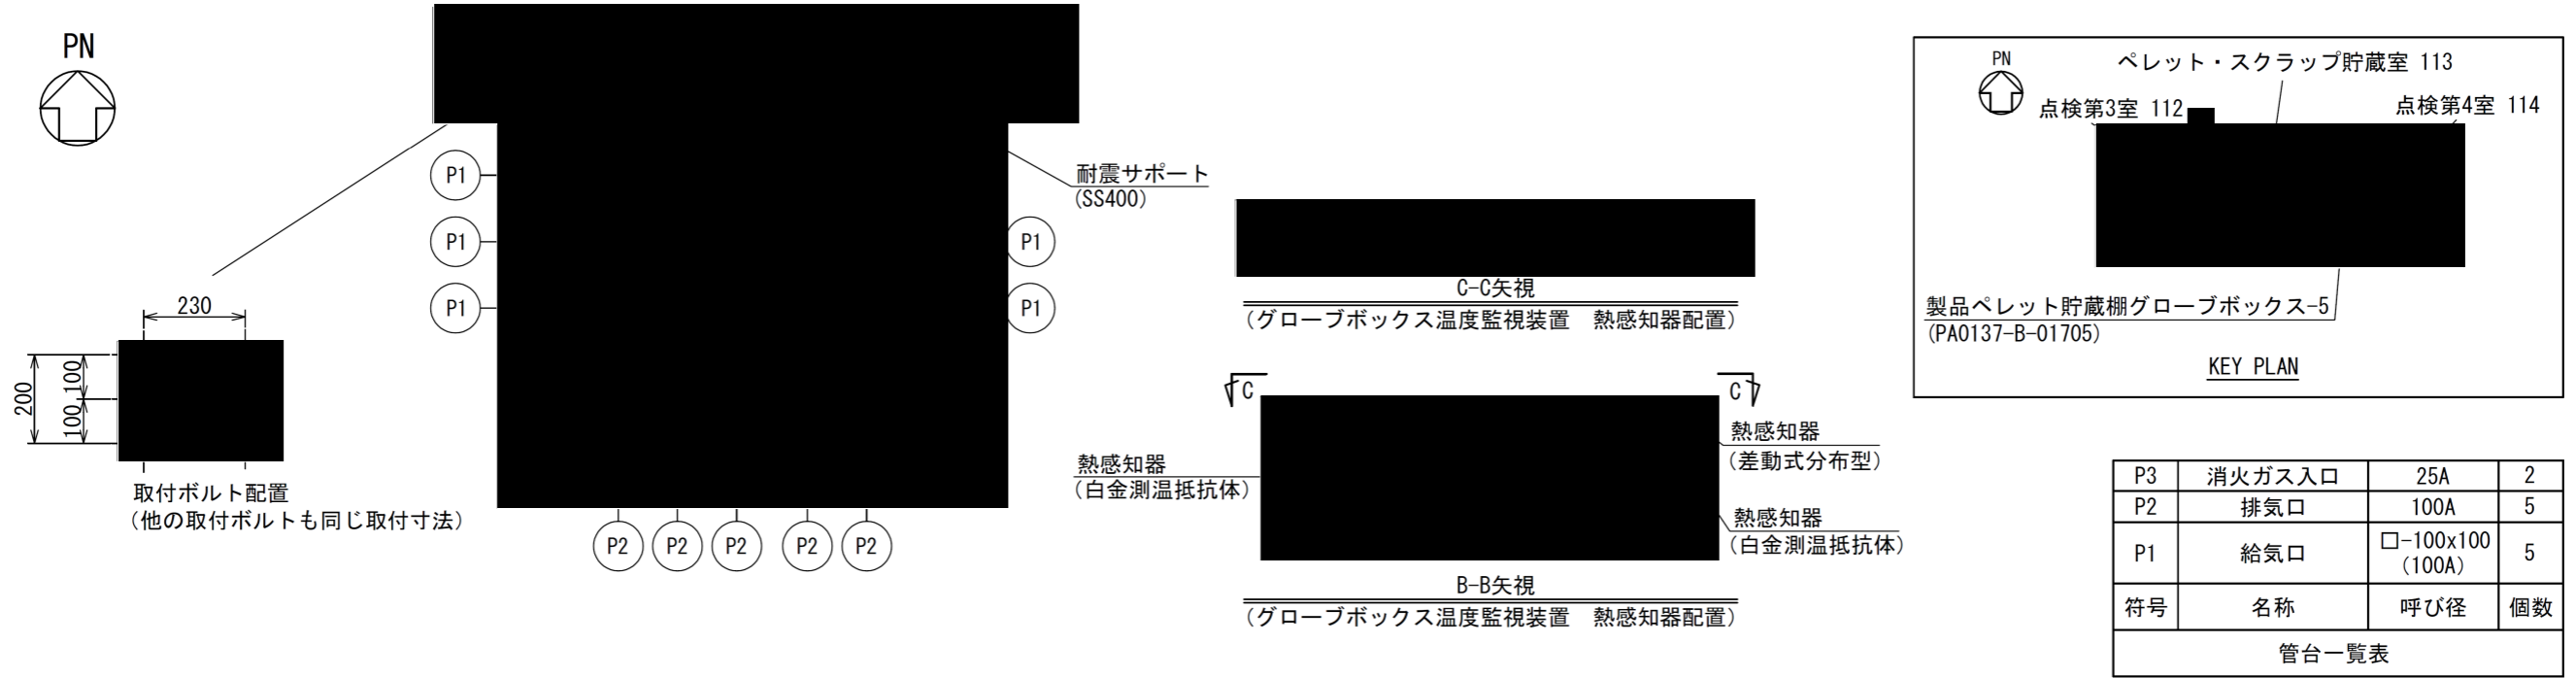 PN
P1
P1
P1
P1
P1
耐震サポート
(SS400)
230
200
100
100
取付ボルト配置
(他の取付ボルトも同じ取付寸法)
P2
P2
P2
P2
P2
C-C矢視
(グローブボックス温度監視装置　熱感知器配置)
C
C
熱感知器
(白金測温抵抗体)
熱感知器
(差動式分布型)
熱感知器
(白金測温抵抗体)
B-B矢視
(グローブボックス温度監視装置　熱感知器配置)
PN
ペレット・スクラップ貯蔵室 113
点検第3室 112
点検第4室 114
製品ペレット貯蔵棚グローブボックス-5
(PA0137-B-01705)
KEY PLAN
P3 消火ガス入口 25A 2
P2 排気口 100A 5
P1 給気口 □-100x100 5
(100A)
符号 名称 呼び径 個数
管台一覧表